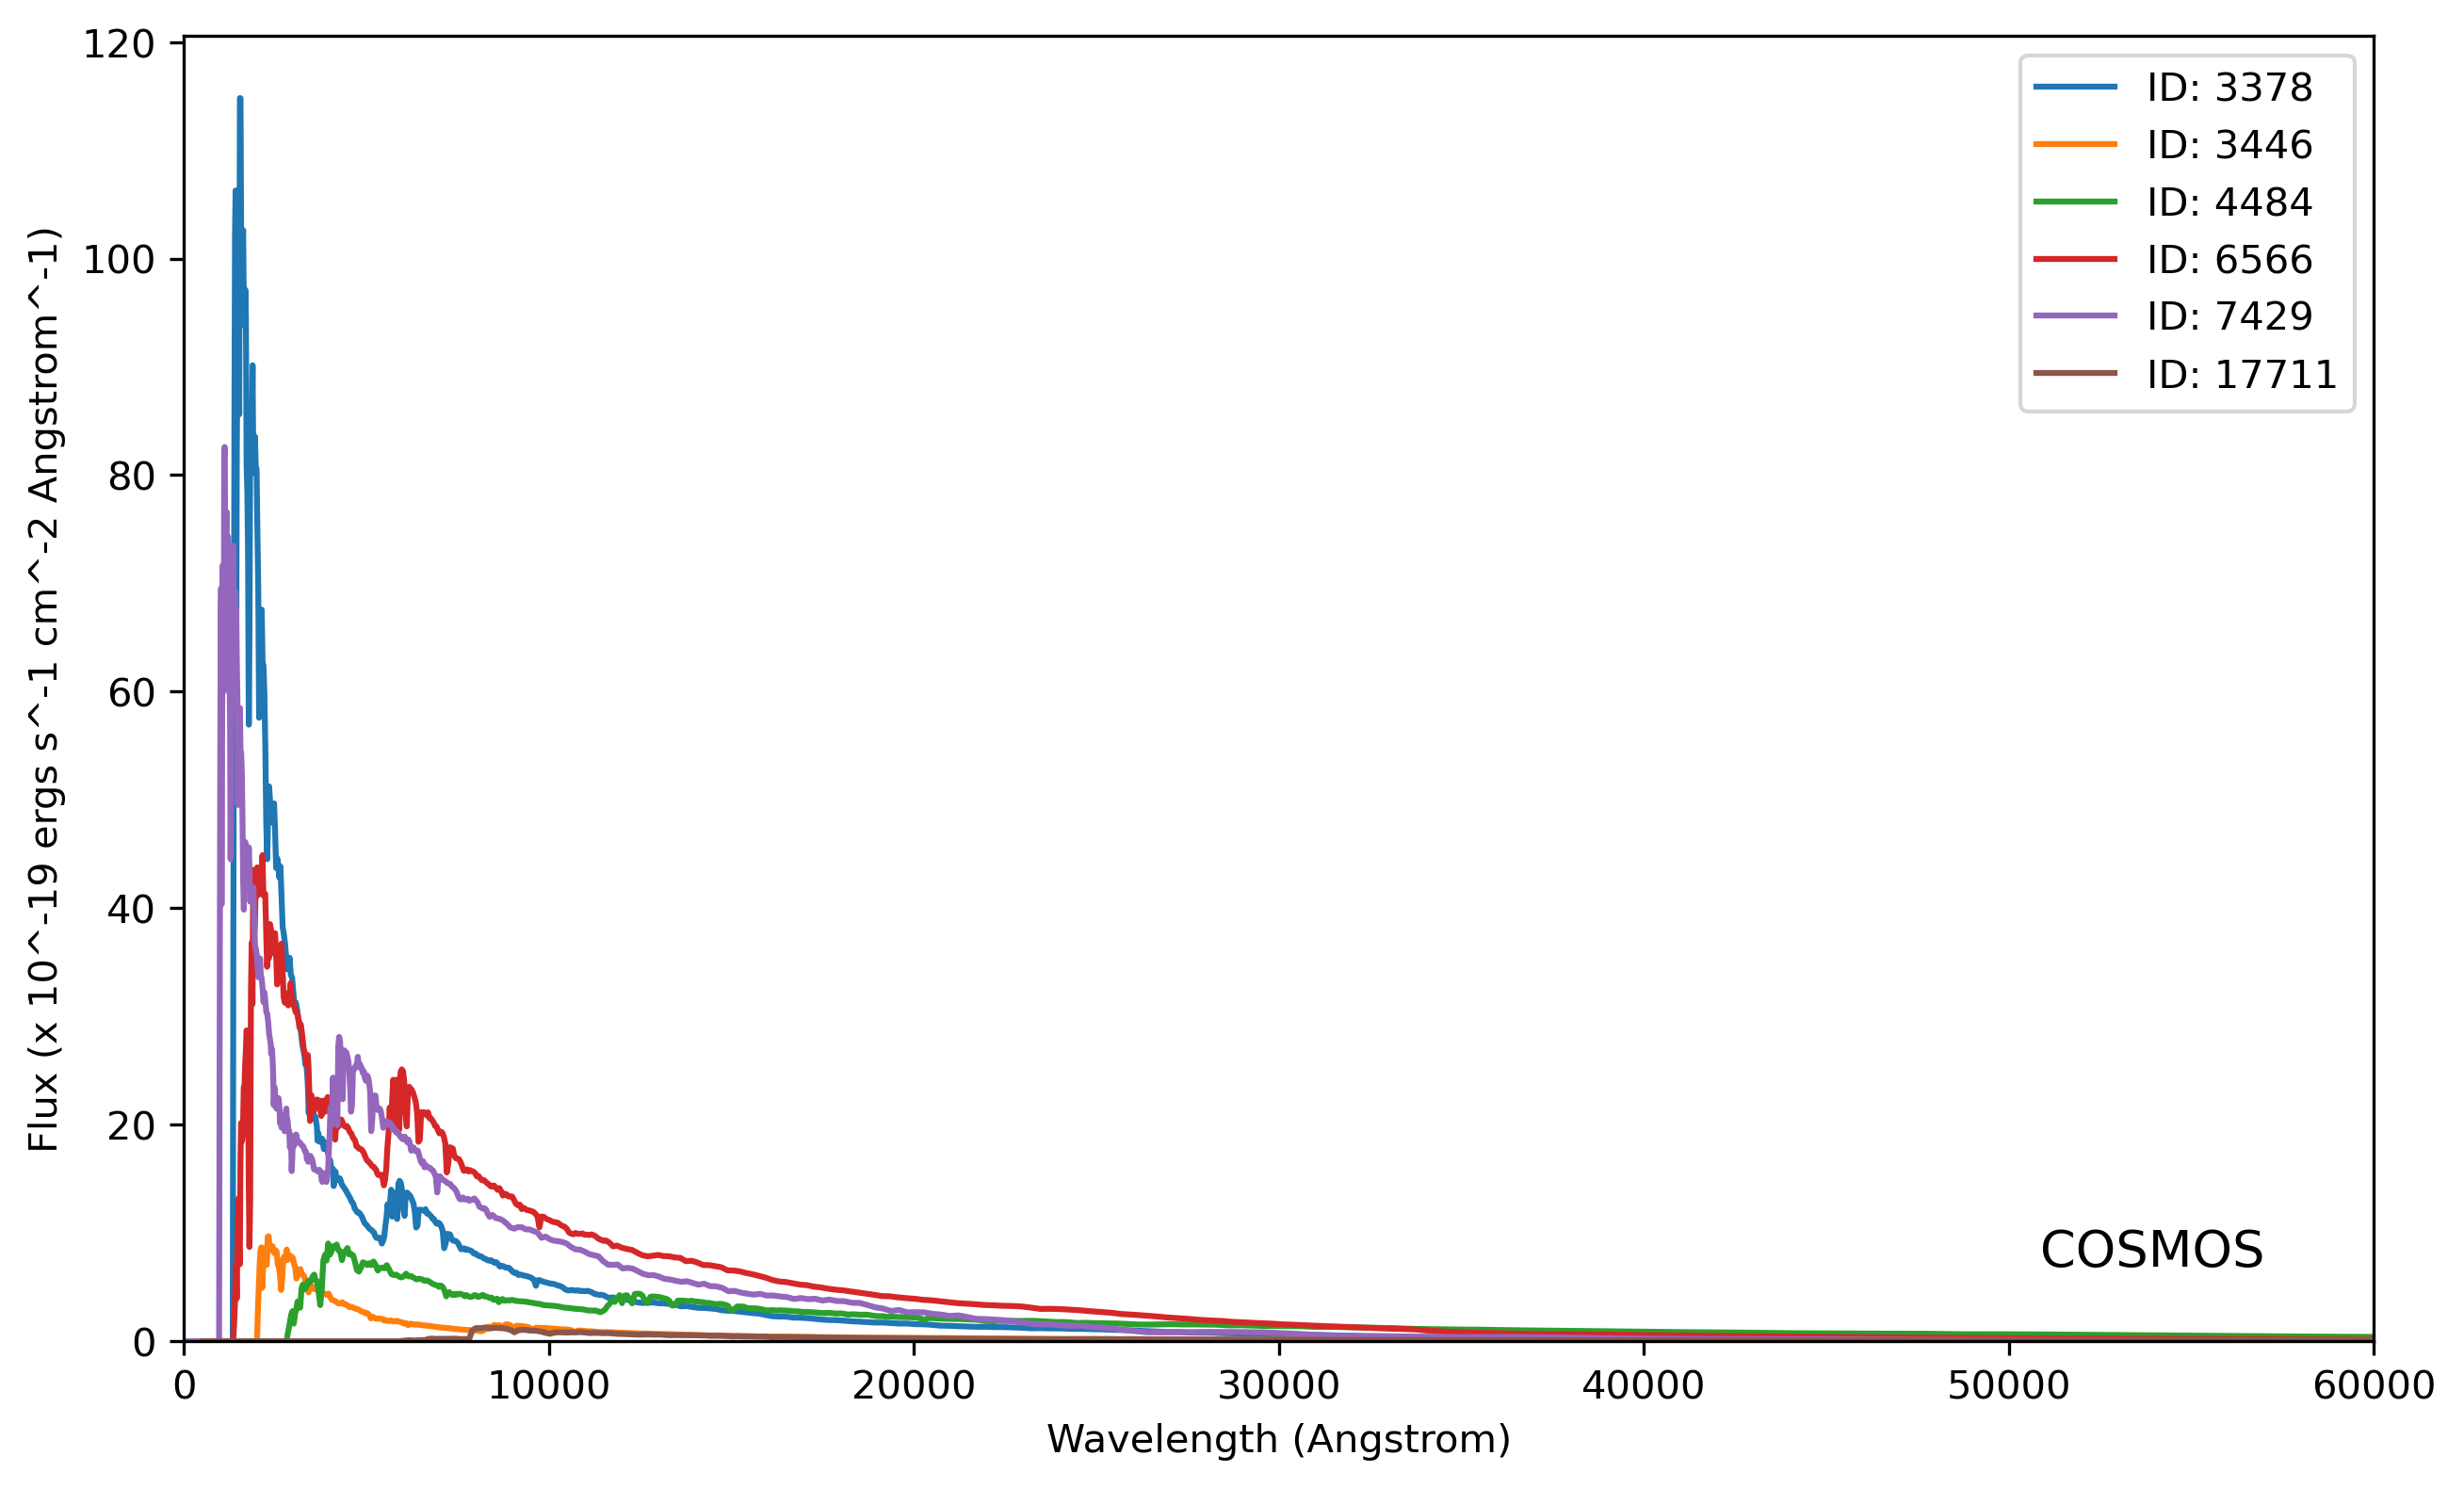 120
100
80
60
40
20
0
Flux (x 10^-19 ergs s^-1 cm^-2 Angstrom^-1)
ID: 3378
ID: 3446
ID: 4484
ID: 6566
ID: 7429
ID: 17711
COSMOS
0 10000 20000 30000 40000 50000 60000
Wavelength (Angstrom)